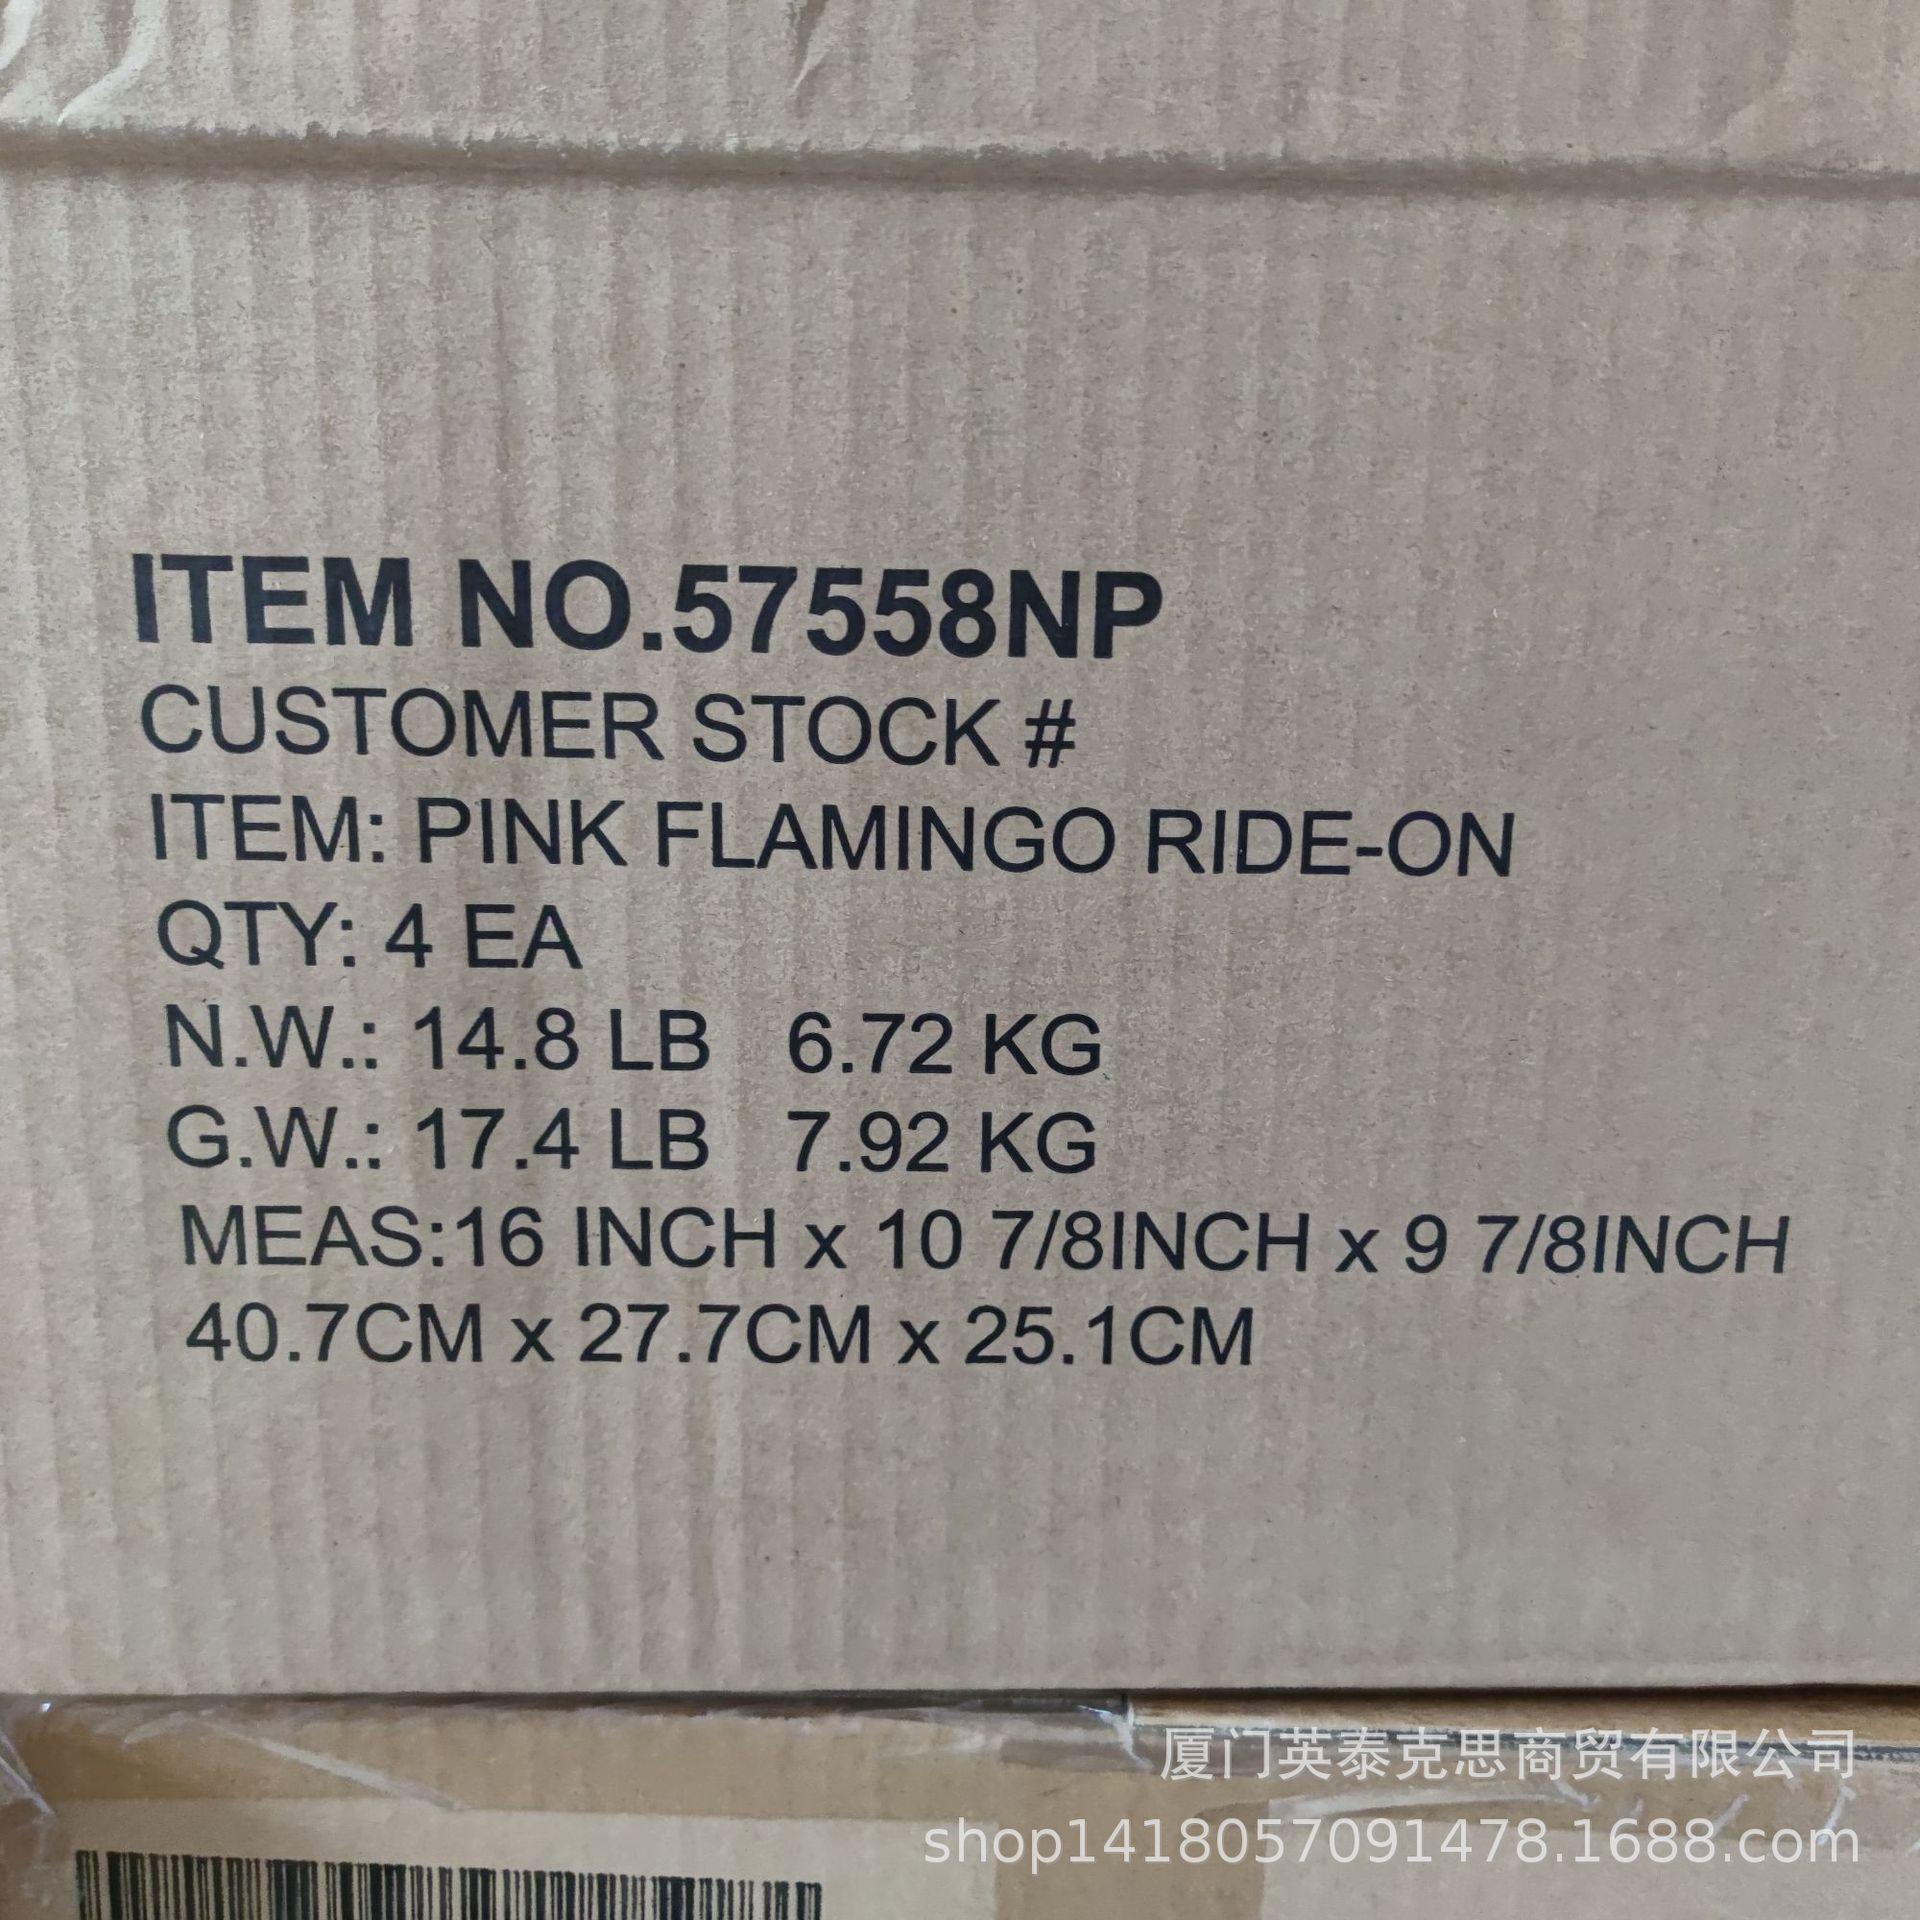 ITEM NO.57558NP
CUSTOMER STOCK #
ITEM: PINK FLAMINGO RIDE-ON
QTY: 4 EA
N.W.: 14.8 LB 6.72 KG
G.W.: 17.4 LB 7.92 KG
MEAS:16 INCH x 10 7/8INCH x 9 7/8INCH
40.7CM x 27.7CM x 25.1CM
厦门英泰克思商贸有限公司
shop1418057091478.1688.com